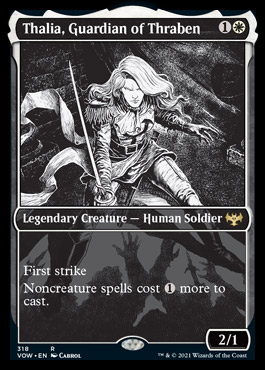 Thalia, Guardian of Thraben 1
Legendary Creature — Human Soldier
First strike
Noncreature spells cost 1 more to
cast.
2/1
318 R
VOW • EN CABROL
™ & © 2021 Wizards of the Coast